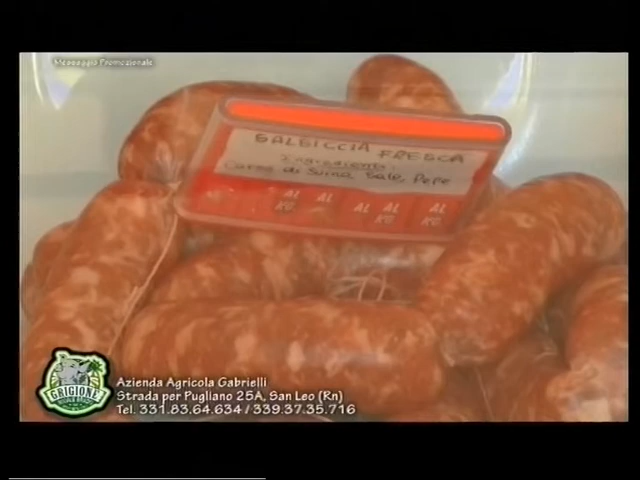 Messaggio Promozionale
SALSICCIA FRESCA
Ingredienti:
Carne di Suino Sale, Pepe
AL KG AL AL AL KG AL KG
GRIGIONE
Azienda Agricola Gabrielli
Strada per Pugliano 25A, San Leo (Rn)
Tel. 331.83.64.634 / 339.37.35.716